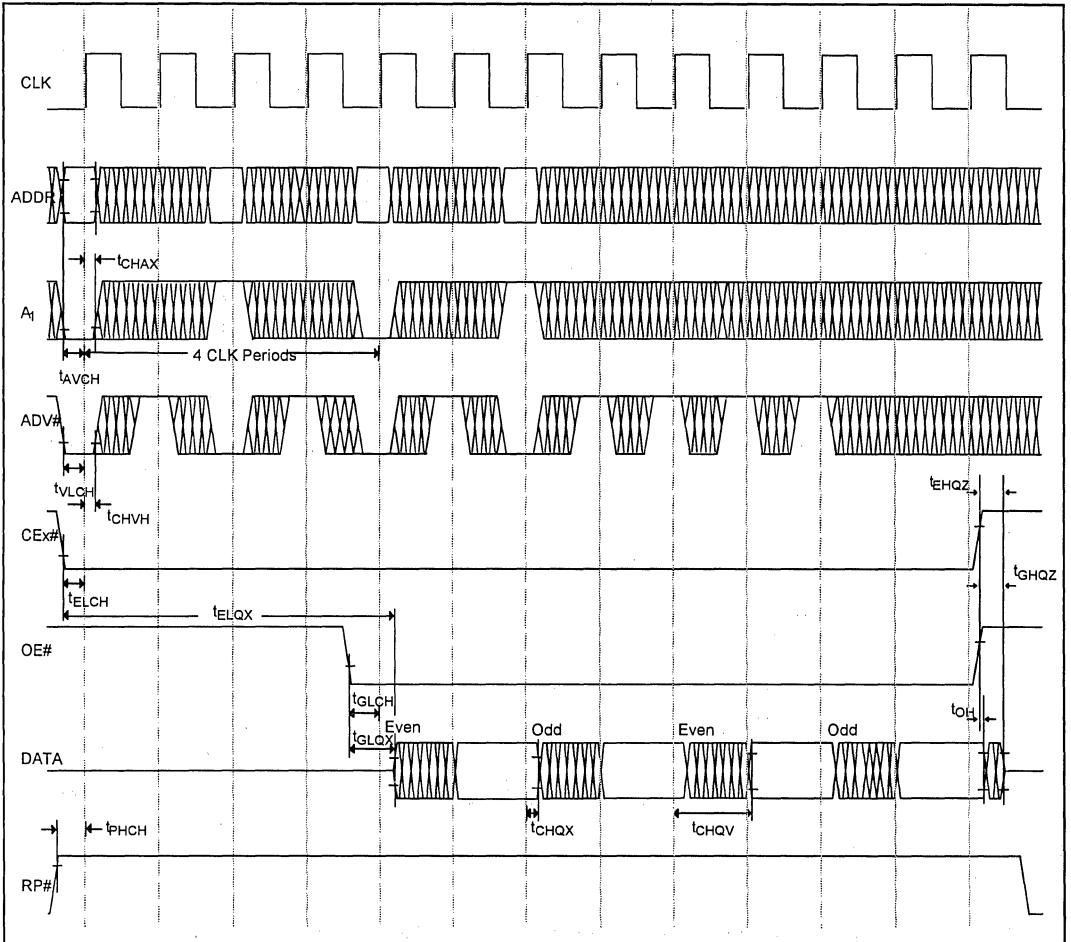 CLK
ADDR
tCHAX
A1
4 CLK Periods
tAVCH
ADV#
tVLCH
tCHVH
tEHQZ
CEx#
tGHQZ
tELCH
tELQX
OE#
tGLCH
tOH
Even
Odd
Even
Odd
tGLQX
DATA
tCHQX
tCHQV
tPHCH
RP#